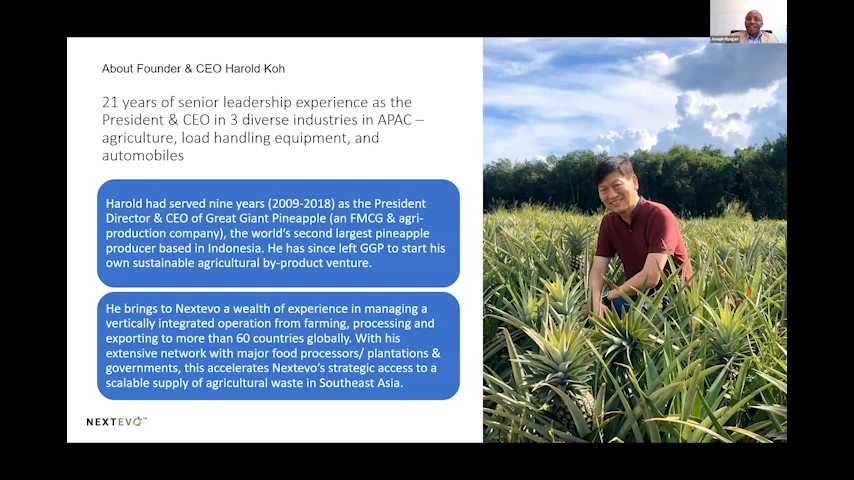 Joseph Nyagari
About Founder & CEO Harold Koh
21 years of senior leadership experience as the
President & CEO in 3 diverse industries in APAC –
agriculture, load handling equipment, and
automobiles
Harold had served nine years (2009-2018) as the President
Director & CEO of Great Giant Pineapple (an FMCG & agri-
production company), the world's second largest pineapple
producer based in Indonesia. He has since left GGP to start his
own sustainable agricultural by-product venture.
He brings to Nextevo a wealth of experience in managing a
vertically integrated operation from farming, processing and
exporting to more than 60 countries globally. With his
extensive network with major food processors/ plantations &
governments, this accelerates Nextevo's strategic access to a
scalable supply of agricultural waste in Southeast Asia.
NEXTEVO™